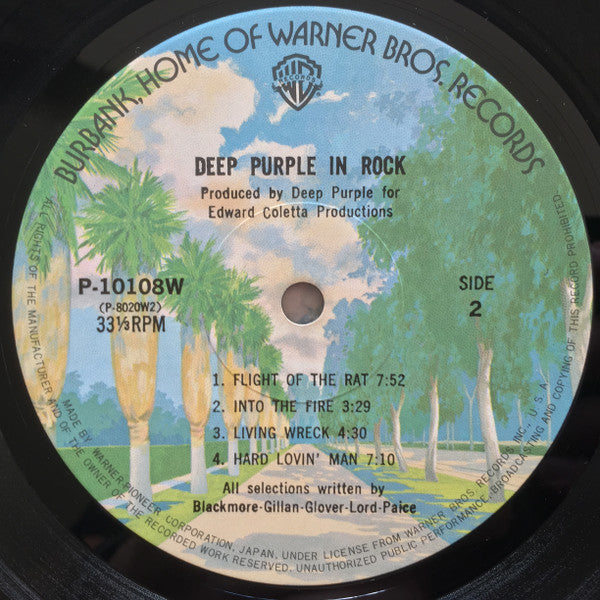 BURBANK, HOME OF WARNER BROS. RECORDS
W
RECORDS
DEEP PURPLE IN ROCK
Produced by Deep Purple for
Edward Coletta Productions
P-10108W
(P-8020W2)
33⅓RPM
SIDE
2
1. FLIGHT OF THE RAT 7:52
2. INTO THE FIRE 3:29
3. LIVING WRECK 4:30
4. HARD LOVIN' MAN 7:10
All selections written by
Blackmore-Gillan-Glover-Lord-Paice
MADE BY WARNER-PIONEER CORPORATION, JAPAN, UNDER LICENSE FROM WARNER BROS. RECORDS INC., U.S.A.
ALL RIGHTS OF THE MANUFACTURER AND OF THE OWNER OF THE RECORDED WORK RESERVED. UNAUTHORIZED PUBLIC PERFORMANCE, BROADCASTING AND COPYING OF THIS RECORD PROHIBITED.